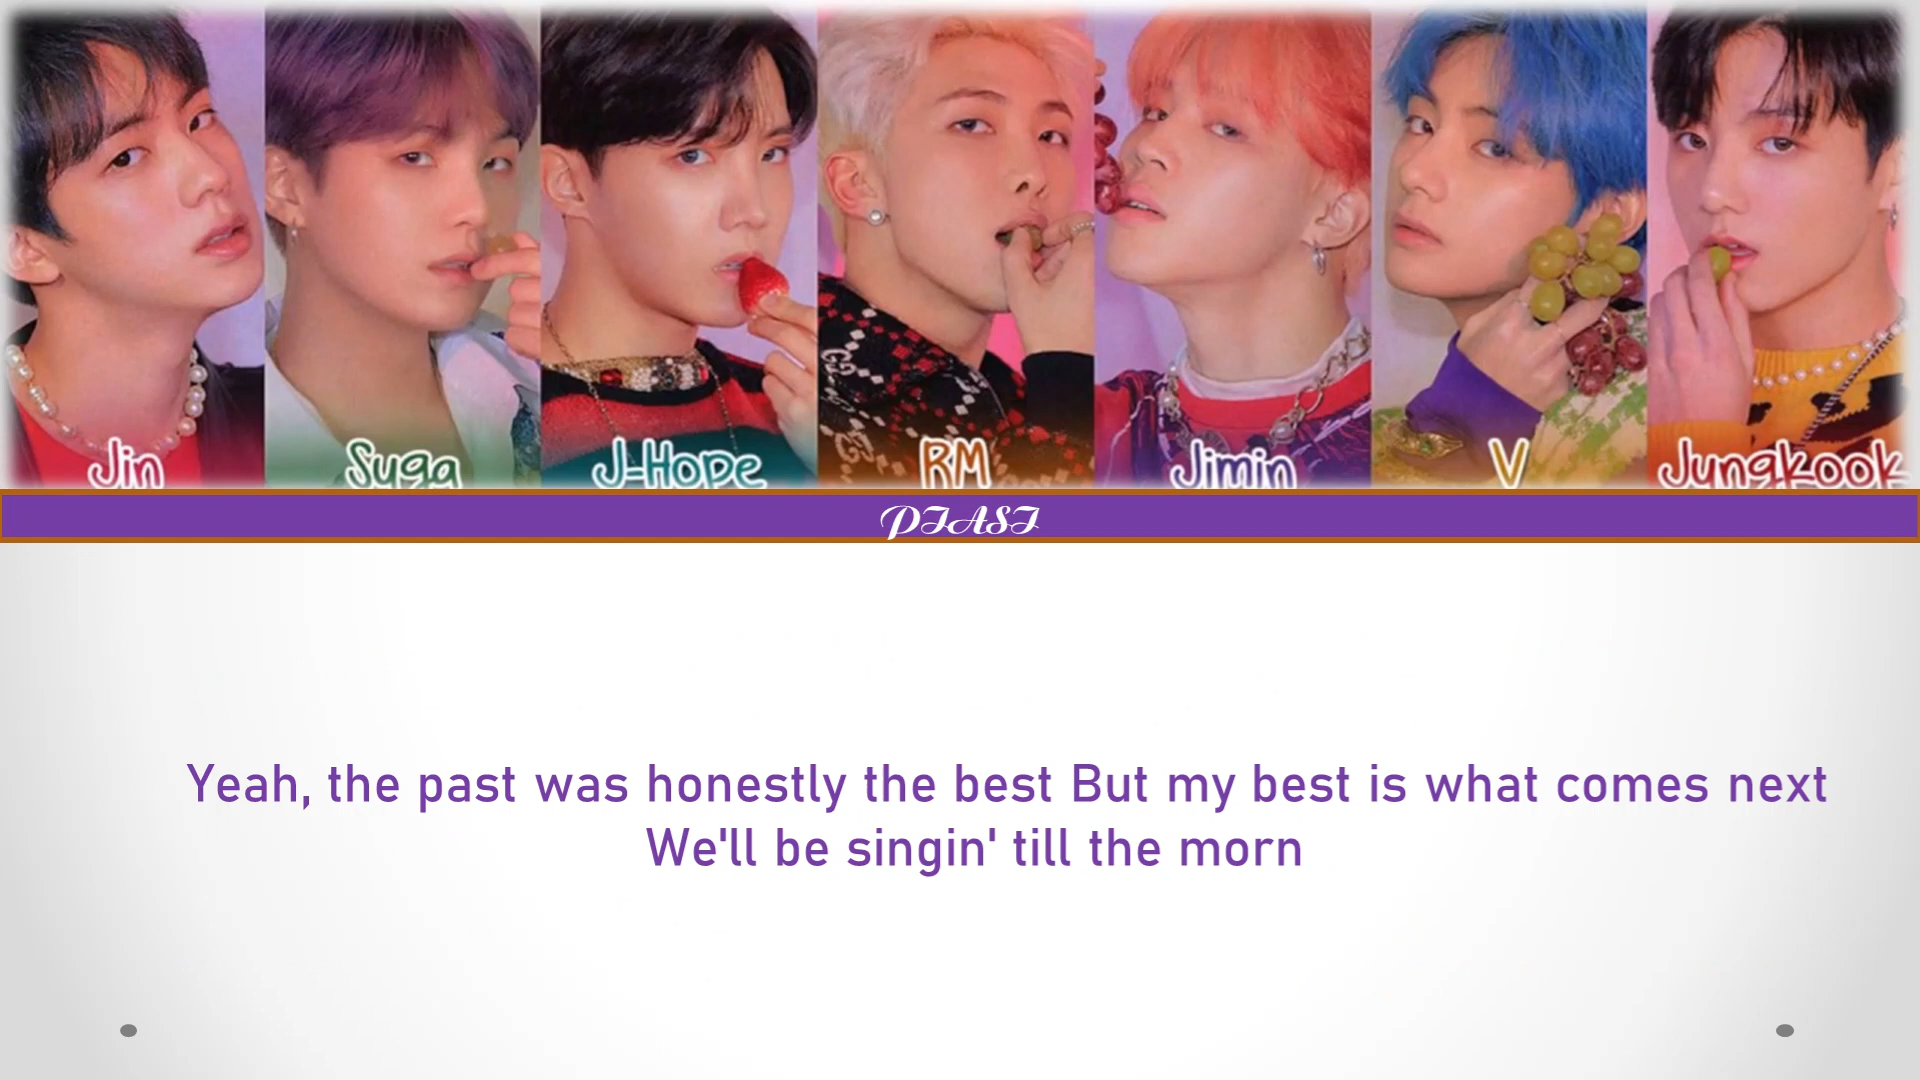 Jin Suga J-Hope RM Jimin V Jungkook
PTAST
Yeah, the past was honestly the best But my best is what comes next
We'll be singin' till the morn